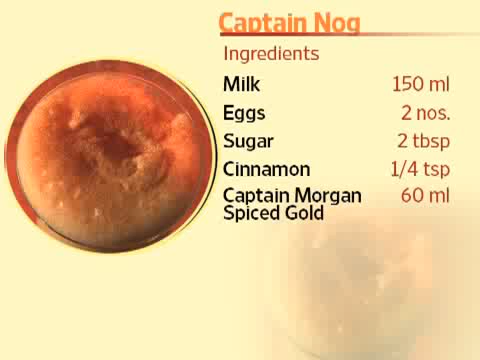 Captain Nog
Ingredients
Milk 150 ml
Eggs 2 nos.
Sugar 2 tbsp
Cinnamon 1/4 tsp
Captain Morgan 60 ml
Spiced Gold